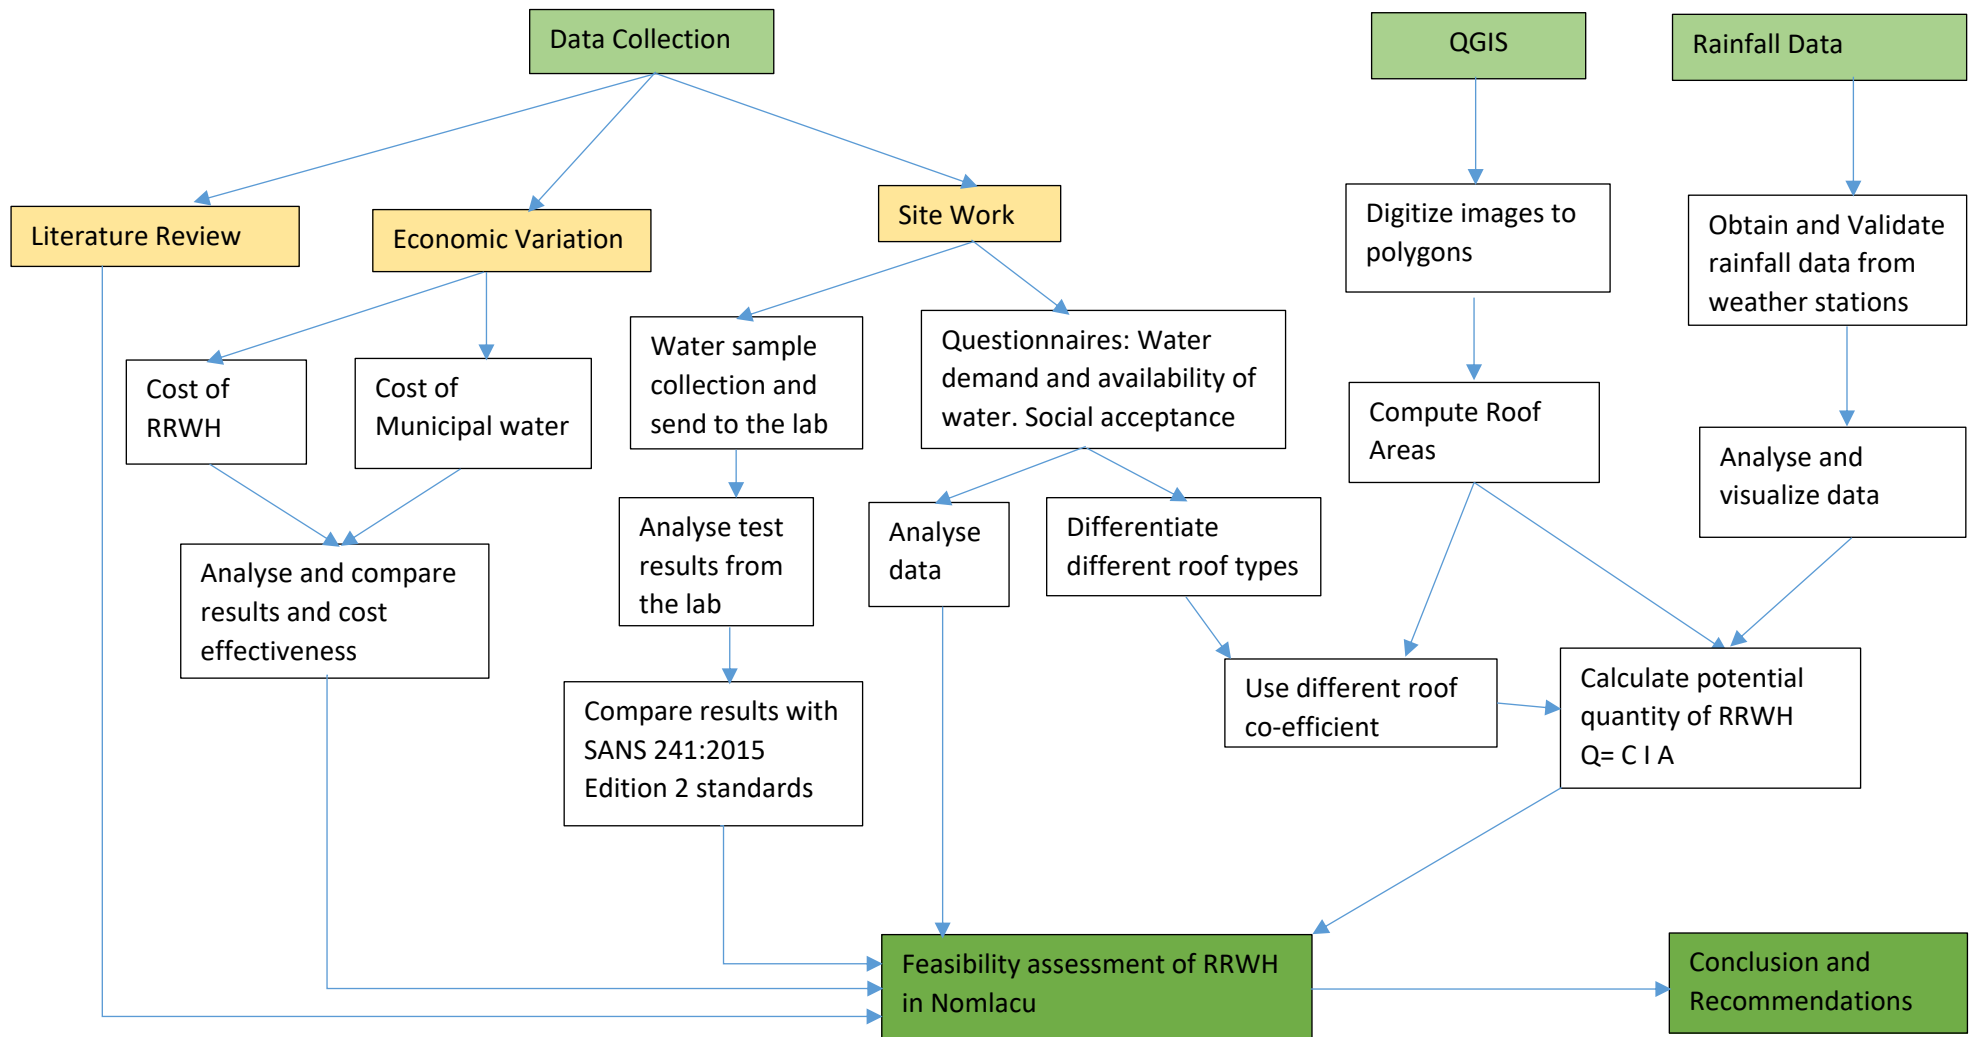 Data Collection
QGIS
Rainfall Data
Literature Review
Economic Variation
Site Work
Digitize images to
polygons
Obtain and Validate
rainfall data from
weather stations
Cost of
RRWH
Cost of
Municipal water
Water sample
collection and
send to the lab
Questionnaires: Water
demand and availability of
water. Social acceptance
Compute Roof
Areas
Analyse and
visualize data
Analyse and compare
results and cost
effectiveness
Analyse test
results from
the lab
Analyse
data
Differentiate
different roof types
Compare results with
SANS 241:2015
Edition 2 standards
Use different roof
co-efficient
Calculate potential
quantity of RRWH
Q= C I A
Feasibility assessment of RRWH
in Nomlacu
Conclusion and
Recommendations